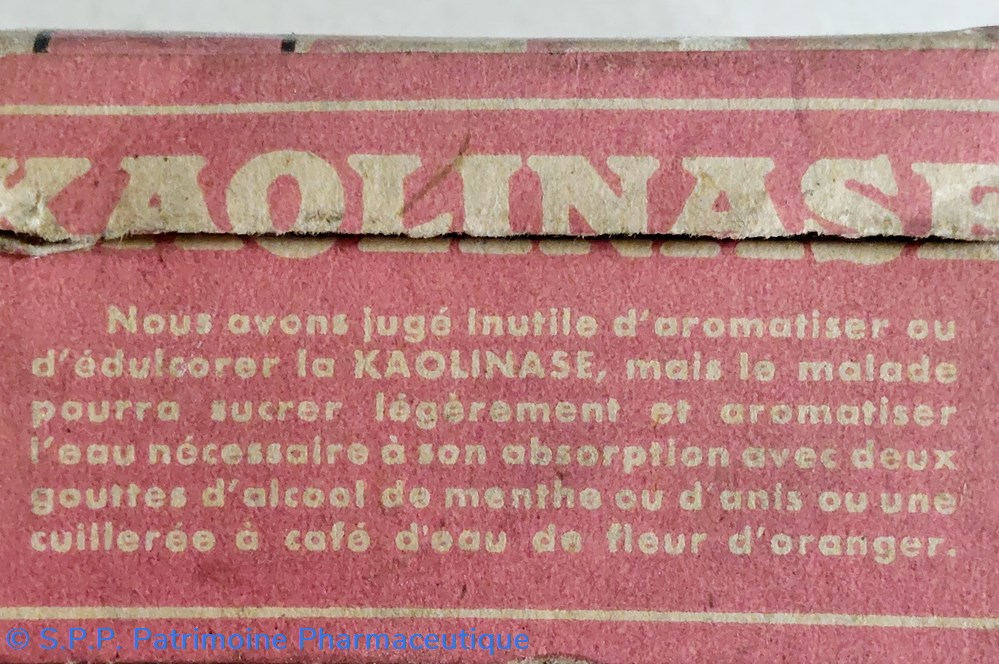 KAOLINASE
Nous avons jugé inutile d'aromatiser ou
d'édulcorer la KAOLINASE, mais le malade
pourra sucrer légèrement et aromatiser
l'eau nécessaire à son absorption avec deux
gouttes d'alcool de menthe ou d'anis ou une
cuillerée à café d'eau de fleur d'oranger.
© S.P.P. Patrimoine Pharmaceutique